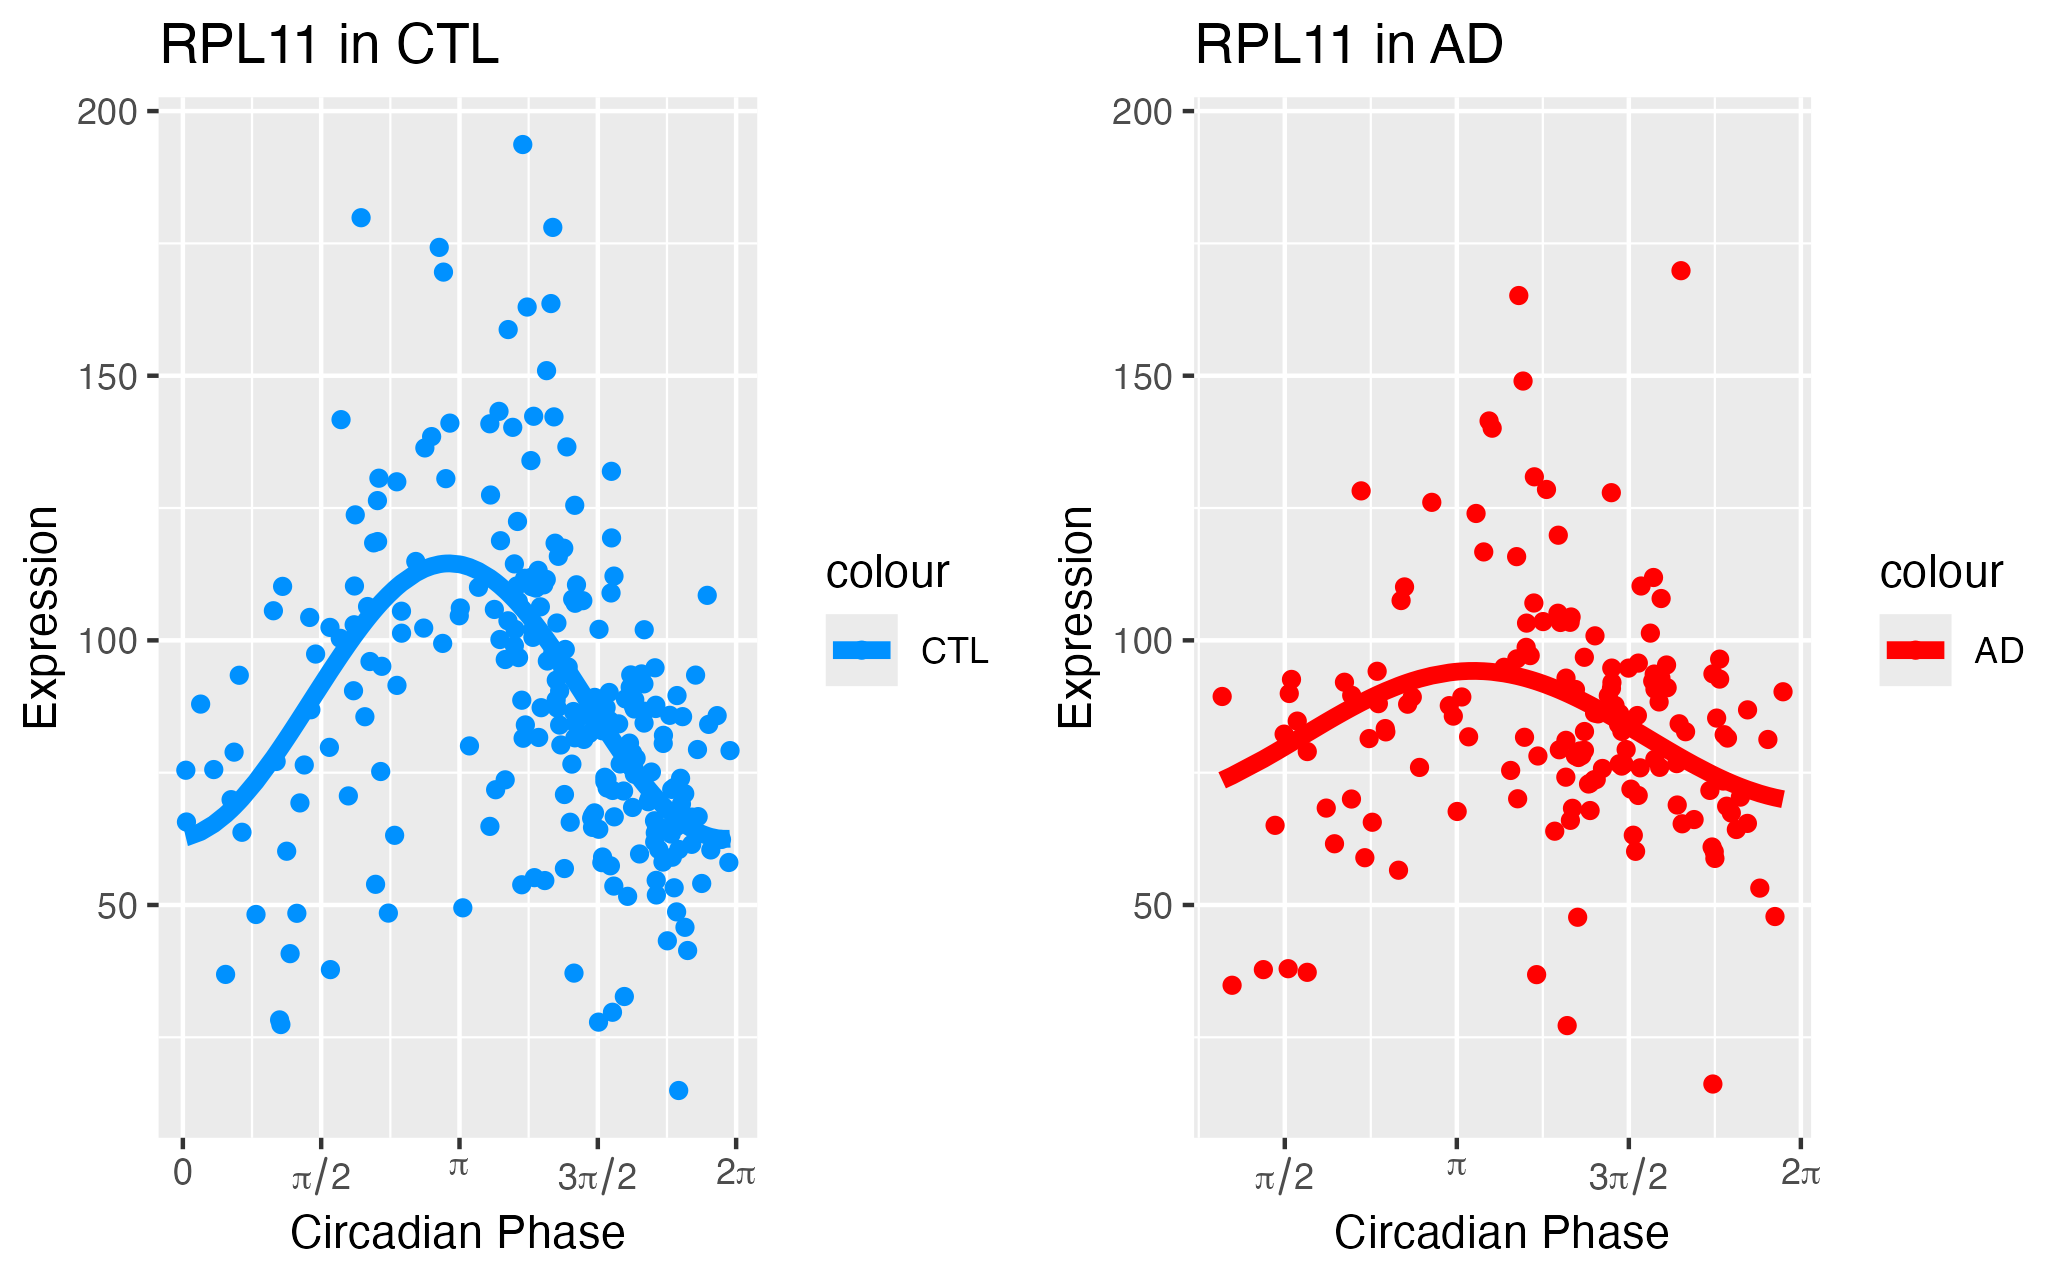 RPL11 in CTL
200
150
100
50
Expression
0
π/2
π
3π/2
2π
Circadian Phase
colour
CTL
RPL11 in AD
200
150
100
50
Expression
π/2
π
3π/2
2π
Circadian Phase
colour
AD